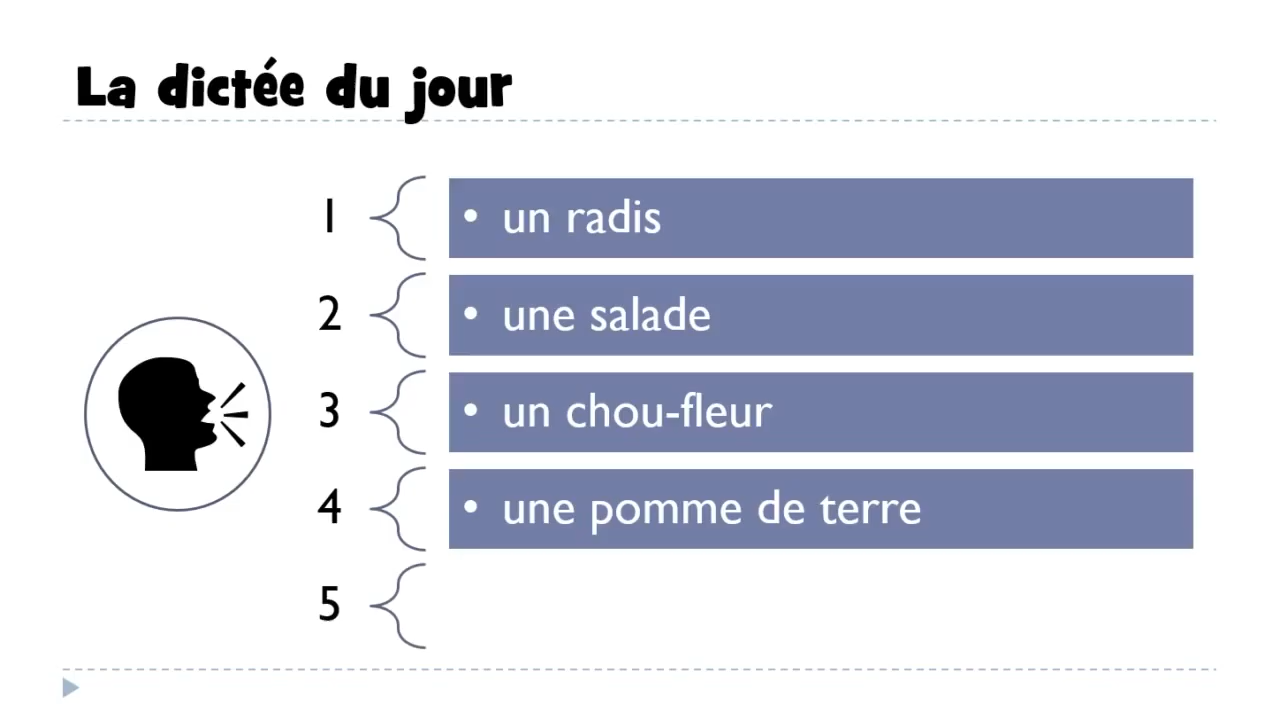 La dictée du jour
1
• un radis
2
• une salade
3
• un chou-fleur
4
• une pomme de terre
5